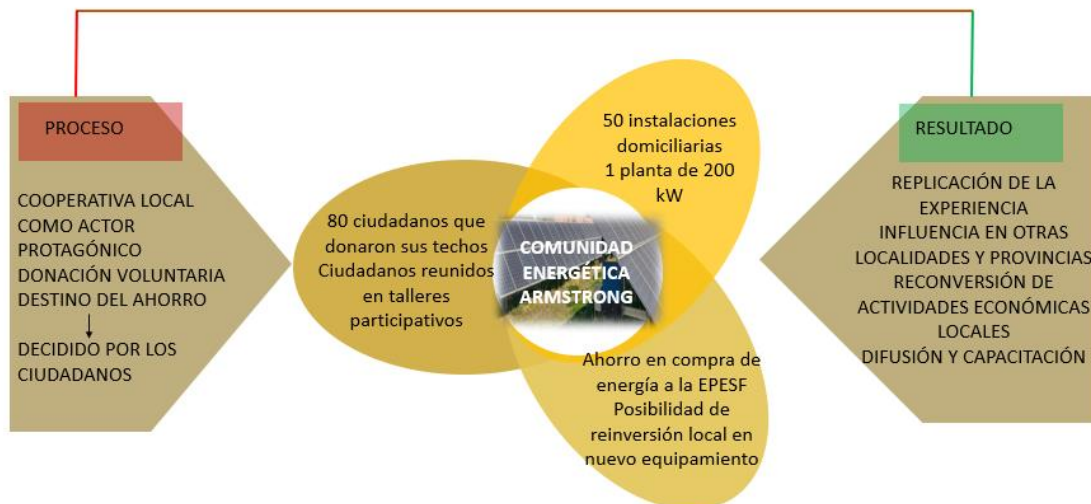 PROCESO
COOPERATIVA LOCAL
COMO ACTOR
PROTAGÓNICO
DONACIÓN VOLUNTARIA
DESTINO DEL AHORRO
DECIDIDO POR LOS
CIUDADANOS
80 ciudadanos que
donaron sus techos
Ciudadanos reunidos
en talleres
participativos
50 instalaciones
domiciliarias
1 planta de 200
kW
COMUNIDAD
ENERGÉTICA
ARMSTRONG
Ahorro en compra de
energía a la EPESF
Posibilidad de
reinversión local en
nuevo equipamiento
RESULTADO
REPLICACIÓN DE LA
EXPERIENCIA
INFLUENCIA EN OTRAS
LOCALIDADES Y PROVINCIAS
RECONVERSIÓN DE
ACTIVIDADES ECONÓMICAS
LOCALES
DIFUSIÓN Y CAPACITACIÓN